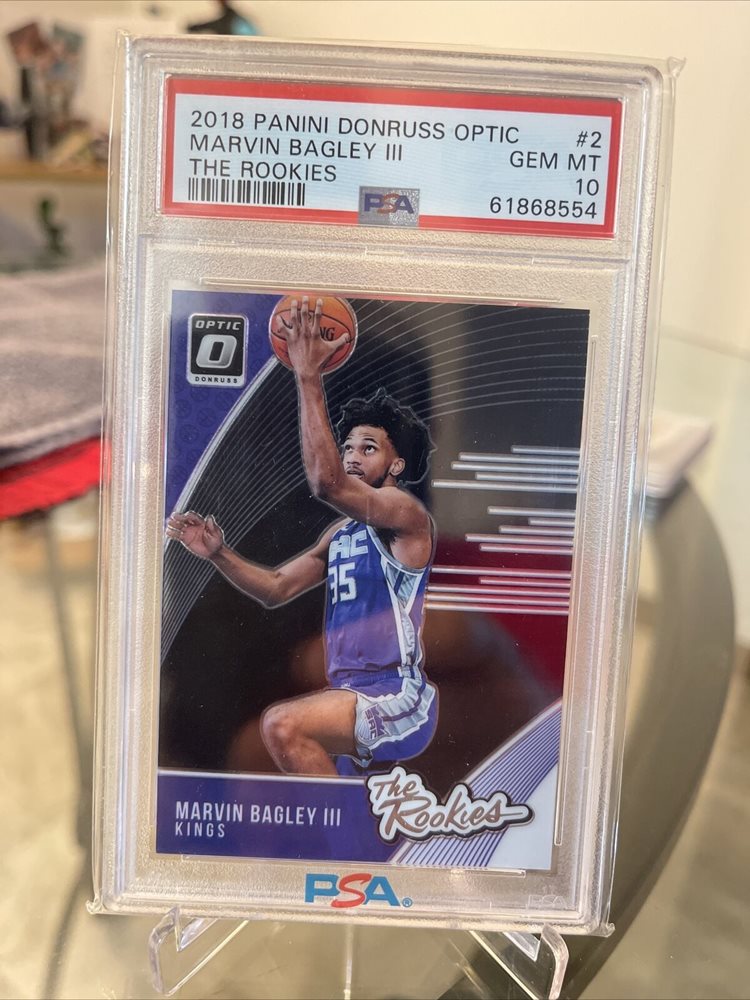 2018 PANINI DONRUSS OPTIC #2
MARVIN BAGLEY III GEM MT
THE ROOKIES 10
PSA 61868554
OPTIC
O
DONRUSS
SAC
35
SAC
MARVIN BAGLEY III
KINGS
The
Rookies
PSA®